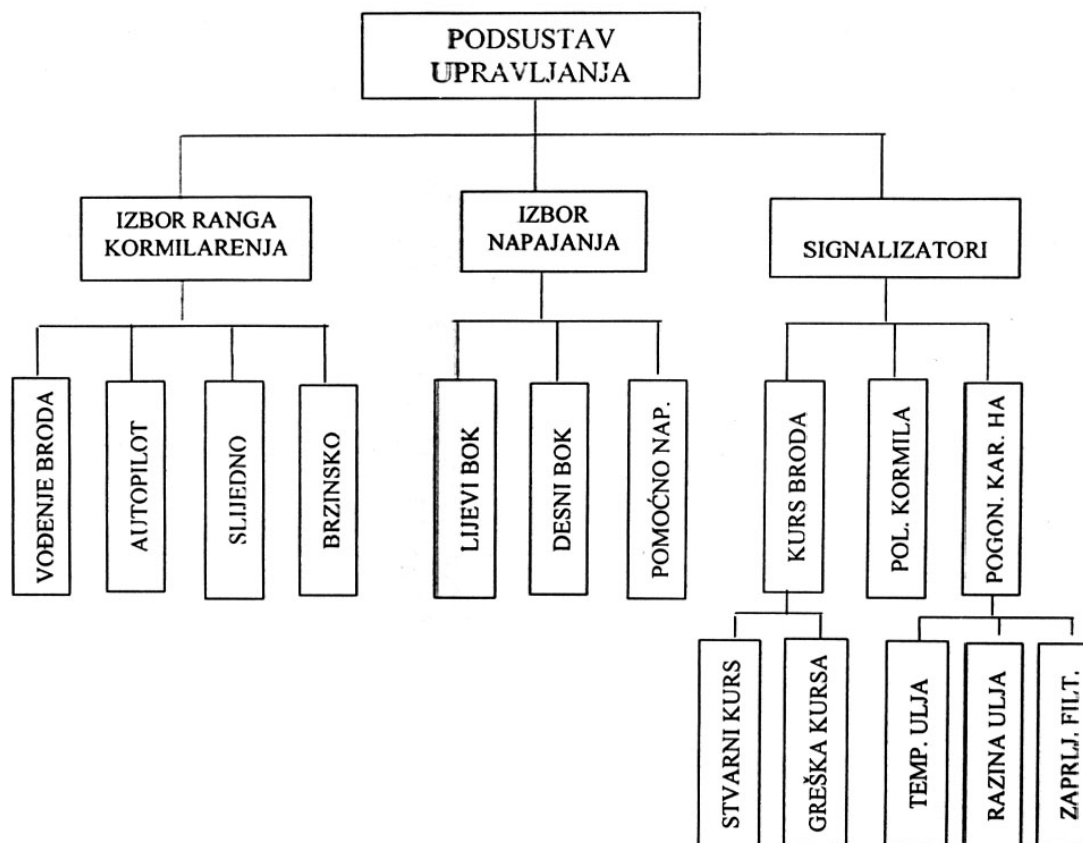 PODSUSTAV
UPRAVLJANJA
IZBOR RANGA
KORMILARENJA
IZBOR
NAPAJANJA
SIGNALIZATORI
VOĐENJE BRODA
AUTOPILOT
SLIJEDNO
BRZINSKO
LIJEVI BOK
DESNI BOK
POMOĆNO NAP.
KURS BRODA
POL. KORMILA
POGON. KAR. HA
STVARNI KURS
GREŠKA KURSA
TEMP. ULJA
RAZINA ULJA
ZAPRLJ. FILT.